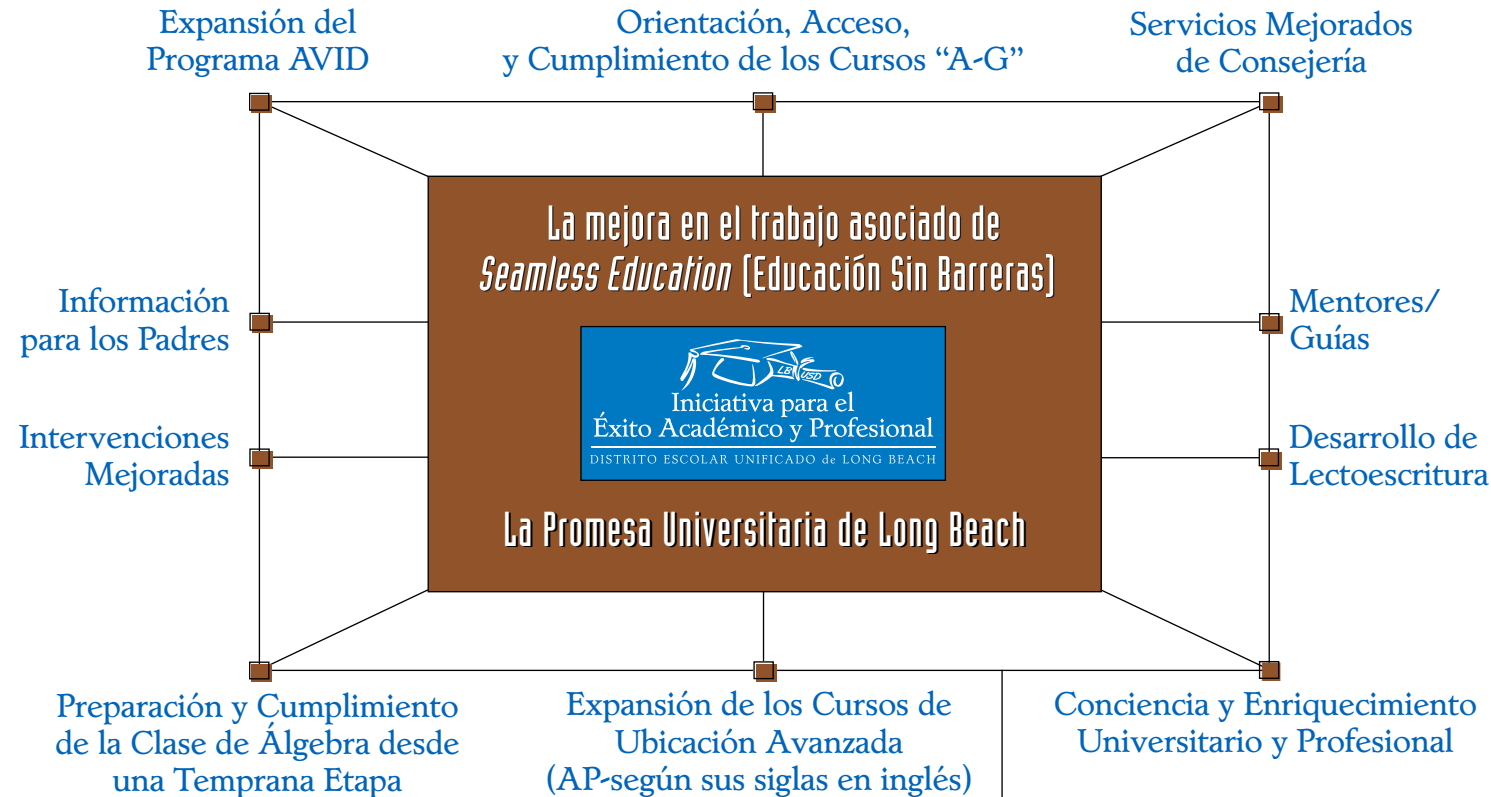 Expansión del
Programa AVID
Orientación, Acceso,
y Cumplimiento de los Cursos “A-G”
Servicios Mejorados
de Consejería
La mejora en el trabajo asociado de
Seamless Education (Educación Sin Barreras)
Información
para los Padres
Mentores/
Guías
LB USD
Iniciativa para el
Éxito Académico y Profesional
DISTRITO ESCOLAR UNIFICADO de LONG BEACH
Intervenciones
Mejoradas
Desarrollo de
Lectoescritura
La Promesa Universitaria de Long Beach
Preparación y Cumplimiento
de la Clase de Álgebra desde
una Temprana Etapa
Expansión de los Cursos de
Ubicación Avanzada
(AP-según sus siglas en inglés)
Conciencia y Enriquecimiento
Universitario y Profesional